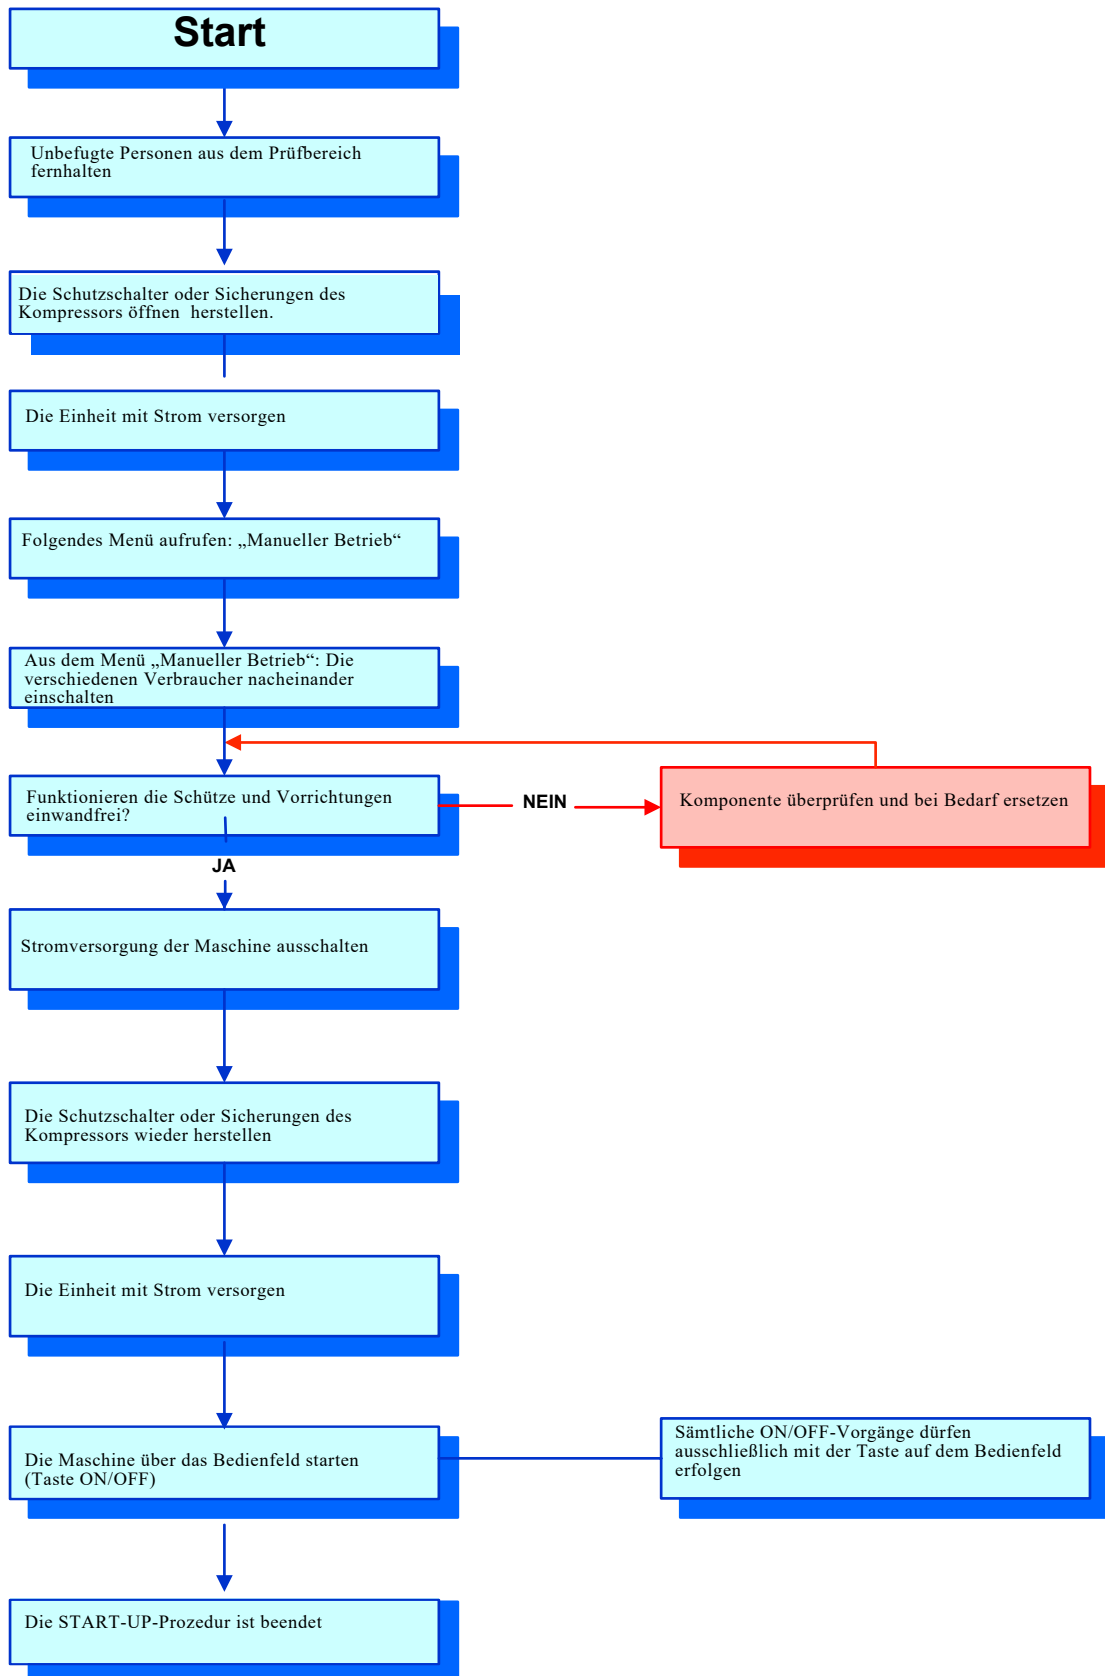 Start
Unbefugte Personen aus dem Prüfbereich
fernhalten
Die Schutzschalter oder Sicherungen des
Kompressors öffnen  herstellen.
Die Einheit mit Strom versorgen
Folgendes Menü aufrufen: „Manueller Betrieb“
Aus dem Menü „Manueller Betrieb“: Die
verschiedenen Verbraucher nacheinander
einschalten
Funktionieren die Schütze und Vorrichtungen
einwandfrei?
NEIN
Komponente überprüfen und bei Bedarf ersetzen
JA
Stromversorgung der Maschine ausschalten
Die Schutzschalter oder Sicherungen des
Kompressors wieder herstellen
Die Einheit mit Strom versorgen
Die Maschine über das Bedienfeld starten
(Taste ON/OFF)
Sämtliche ON/OFF-Vorgänge dürfen
ausschließlich mit der Taste auf dem Bedienfeld
erfolgen
Die START-UP-Prozedur ist beendet